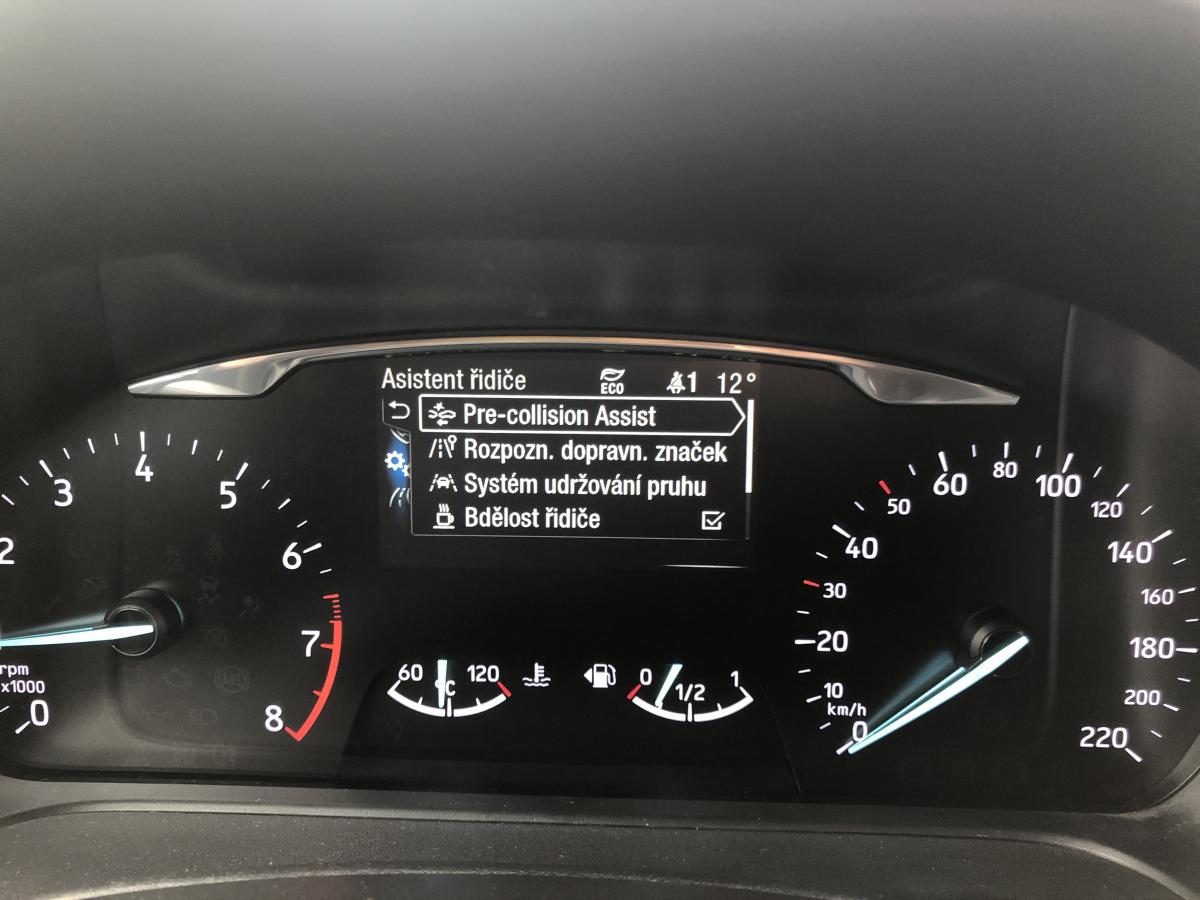 Asistent řidiče ECO 1 12°
Pre-collision Assist
Rozpozn. dopravn. značek
Systém udržování pruhu
Bdělost řidiče
2 3 4 5 6 7 8
rpm
x1000
0
60 °C 120
0 1/2 1
0 10 20 30 40 50 60 80 100 120 140 160 180 200 220
km/h
ABS